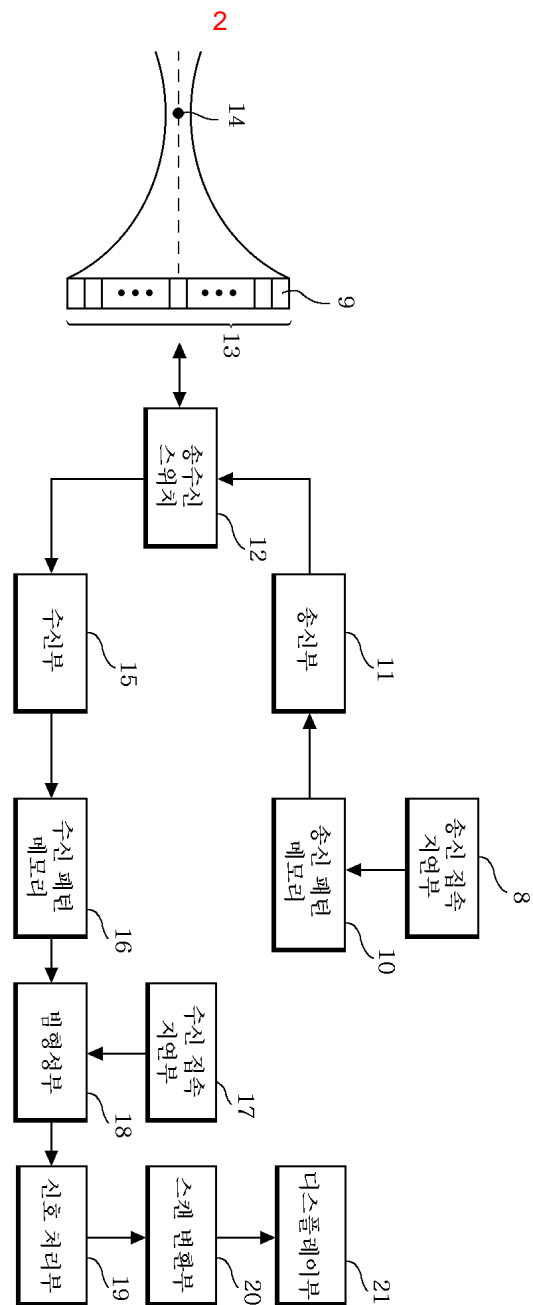 2
14
9
13
송수신
스위치
12
송신부
11
수신부
15
송신 집속
지연부
8
송신 패턴
메모리
10
수신 패턴
메모리
16
수신 집속
지연부
17
빔형성부
18
신호 처리부
19
스캔 변환부
20
디스플레이부
21